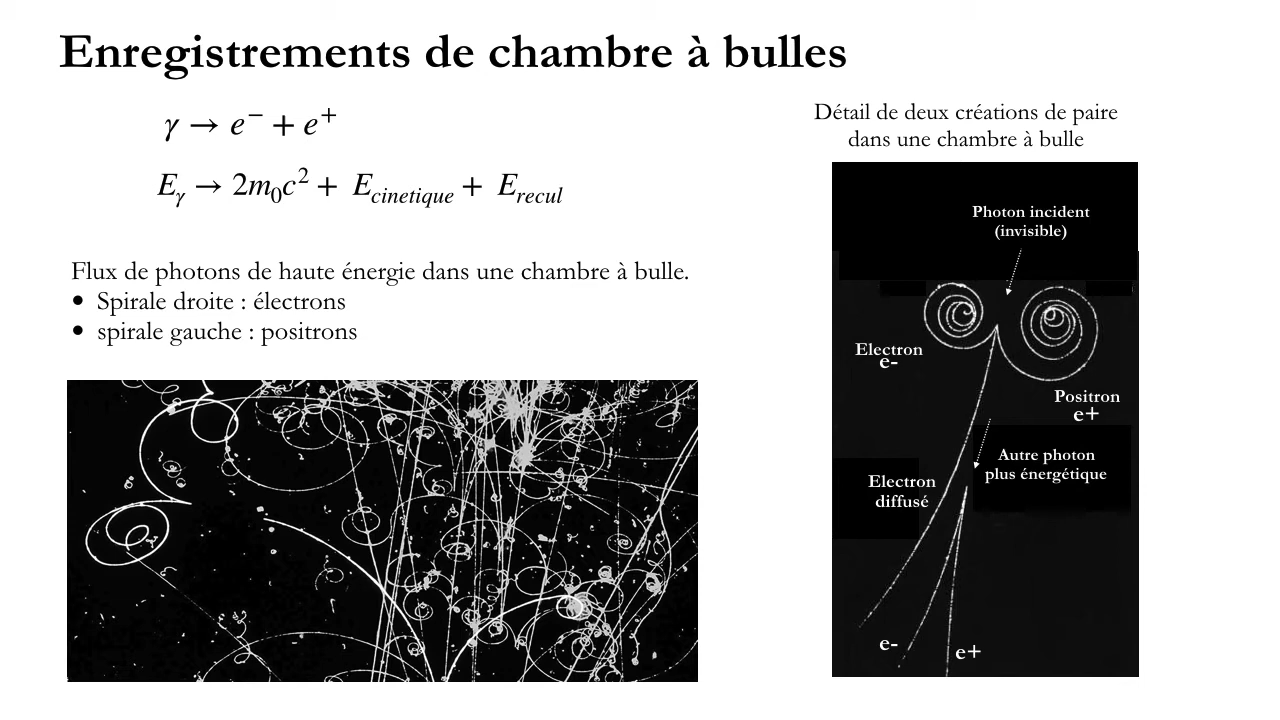 Enregistrements de chambre à bulles
γ → e⁻ + e⁺
E_γ → 2m₀c² + E_cinetique + E_recul
Flux de photons de haute énergie dans une chambre à bulle.
• Spirale droite : électrons
• spirale gauche : positrons
Détail de deux créations de paire
dans une chambre à bulle
Photon incident
(invisible)
Electron
e-
Positron
e+
Autre photon
plus énergétique
Electron
diffusé
e-
e+